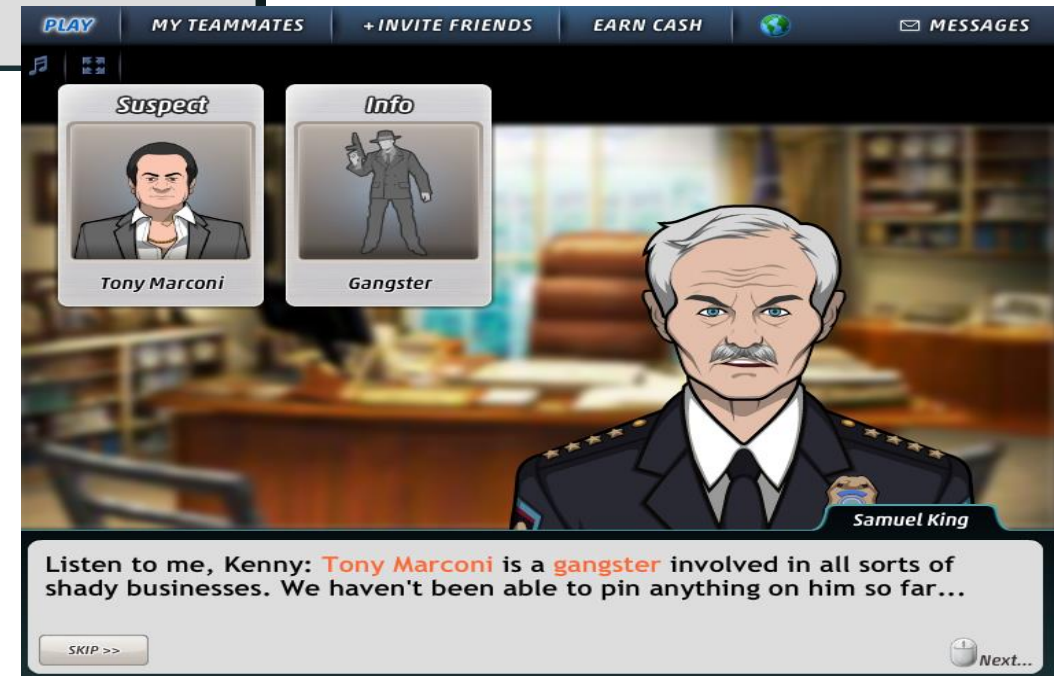 PLAY
MY TEAMMATES
+ INVITE FRIENDS
EARN CASH
MESSAGES
Suspect
Info
Tony Marconi
Gangster
Samuel King
Listen to me, Kenny: Tony Marconi is a gangster involved in all sorts of
shady businesses. We haven't been able to pin anything on him so far...
SKIP >>
Next...